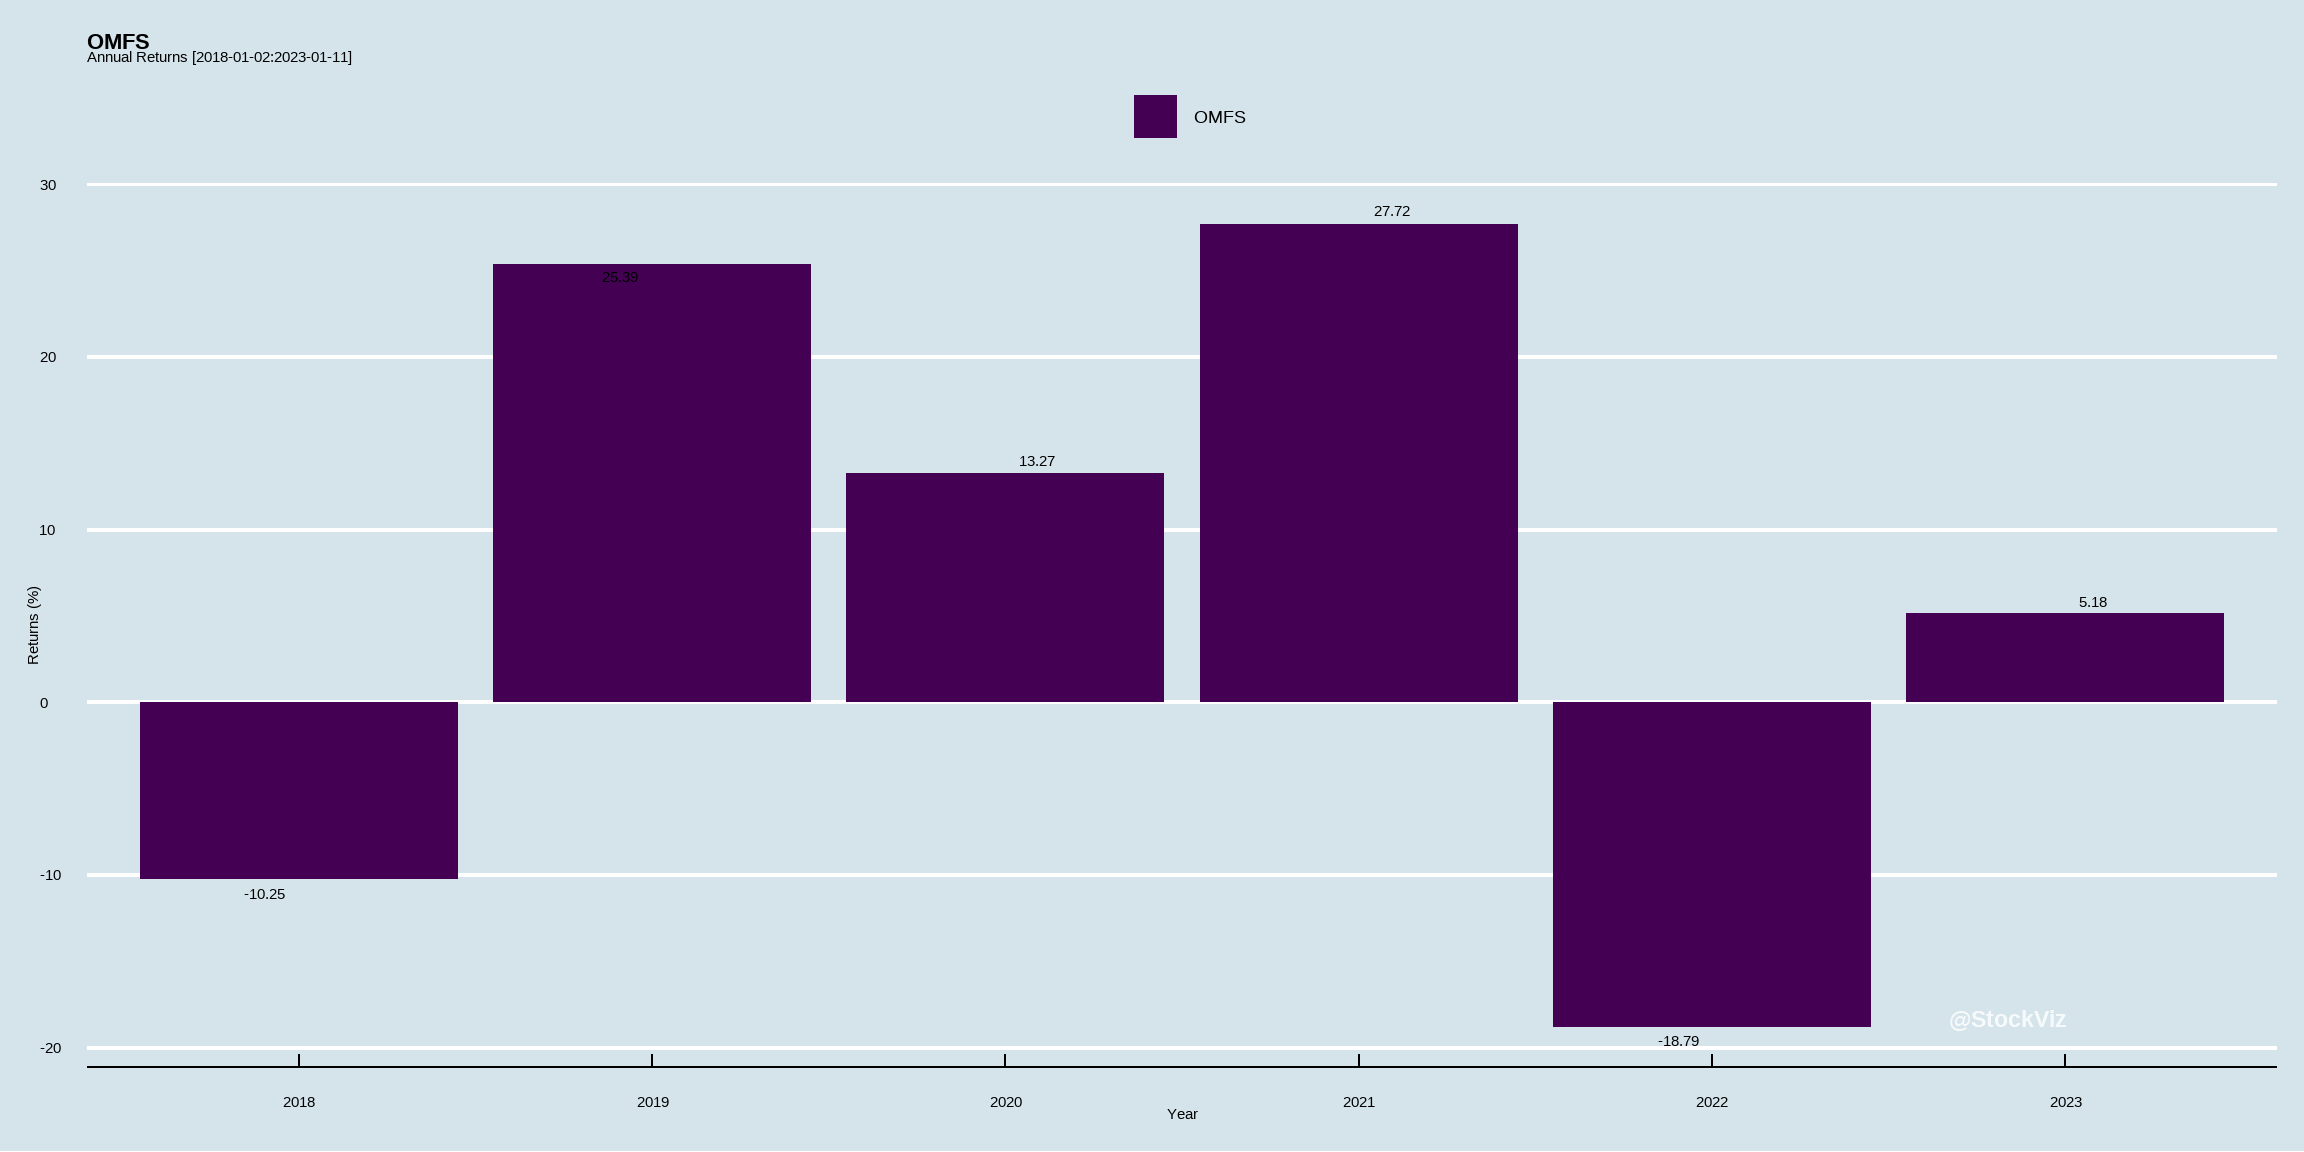 OMFS
Annual Returns [2018-01-02:2023-01-11]
OMFS
30
27.72
25.39
20
13.27
10
5.18
Returns (%)
0
-10
-10.25
@StockViz
-18.79
-20
2018 2019 2020 2021 2022 2023
Year